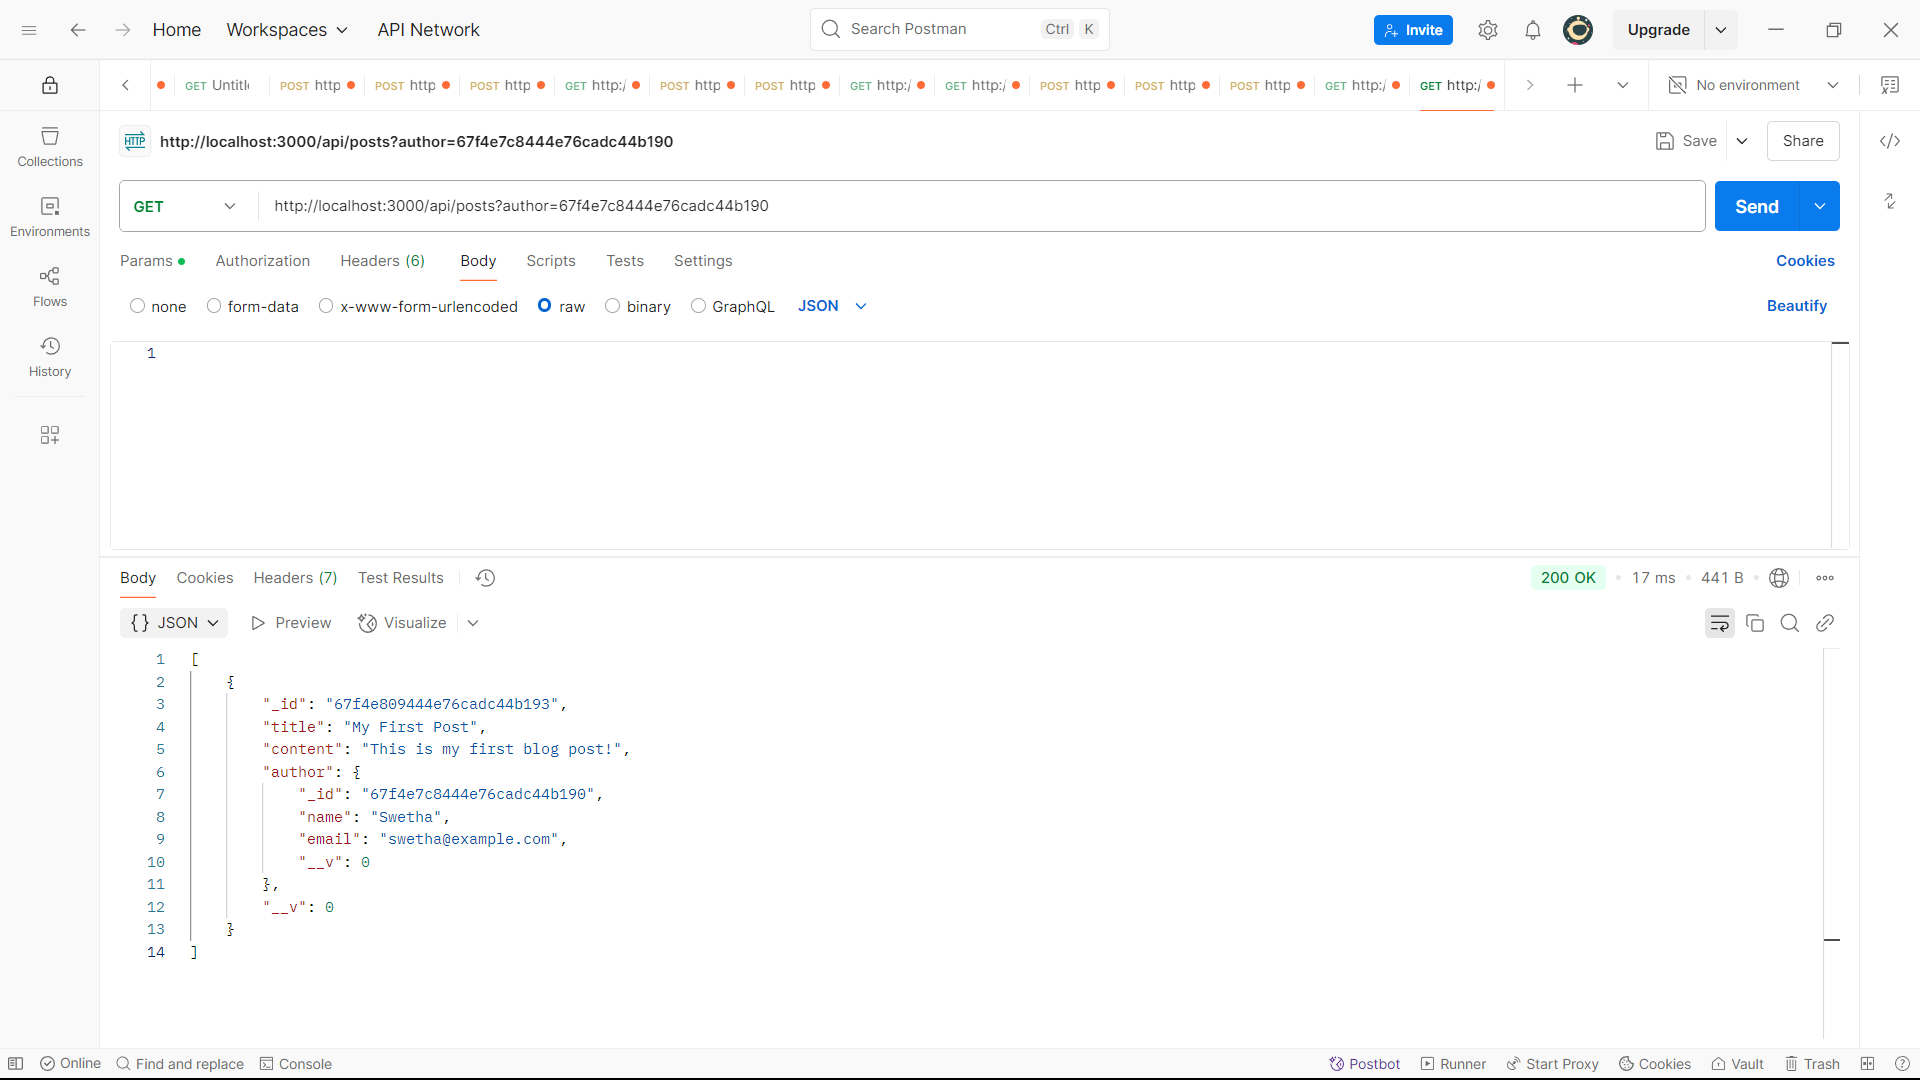 Home Workspaces API Network Search Postman Ctrl K Invite Upgrade
GET Untitl POST http POST http POST http GET http:/ POST http POST http GET http:/ GET http:/ POST http POST http POST http GET http:/ GET http:/ No environment
HTTP http://localhost:3000/api/posts?author=67f4e7c8444e76cadc44b190 Save Share
Collections
GET http://localhost:3000/api/posts?author=67f4e7c8444e76cadc44b190 Send
Environments
Params Authorization Headers (6) Body Scripts Tests Settings Cookies
Flows
none form-data x-www-form-urlencoded raw binary GraphQL JSON Beautify
History
1
Body Cookies Headers (7) Test Results 200 OK 17 ms 441 B
{} JSON Preview Visualize
1 [
2 {
3 "_id": "67f4e809444e76cadc44b193",
4 "title": "My First Post",
5 "content": "This is my first blog post!",
6 "author": {
7 "_id": "67f4e7c8444e76cadc44b190",
8 "name": "Swetha",
9 "email": "swetha@example.com",
10 "__v": 0
11 },
12 "__v": 0
13 }
14 ]
Online Find and replace Console Postbot Runner Start Proxy Cookies Vault Trash